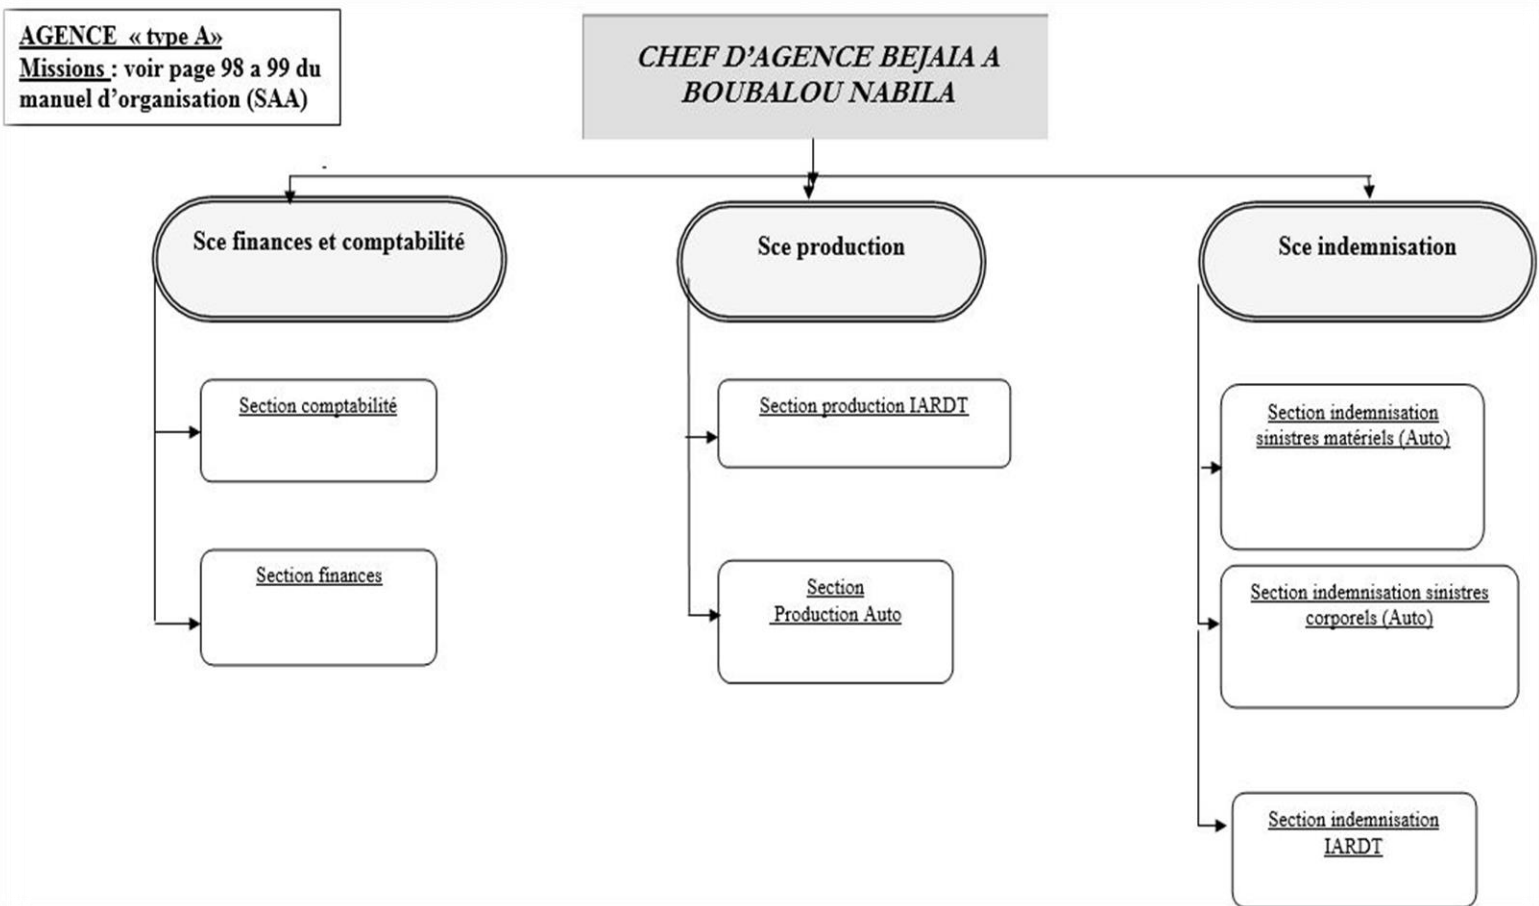 AGENCE « type A»
Missions : voir page 98 a 99 du
manuel d’organisation (SAA)
CHEF D’AGENCE BEJAIA A
BOUBALOU NABILA
Sce finances et comptabilité
Sce production
Sce indemnisation
Section comptabilité
Section finances
Section production IARDT
Section
Production Auto
Section indemnisation
sinistres matériels (Auto)
Section indemnisation sinistres
corporels (Auto)
Section indemnisation
IARDT